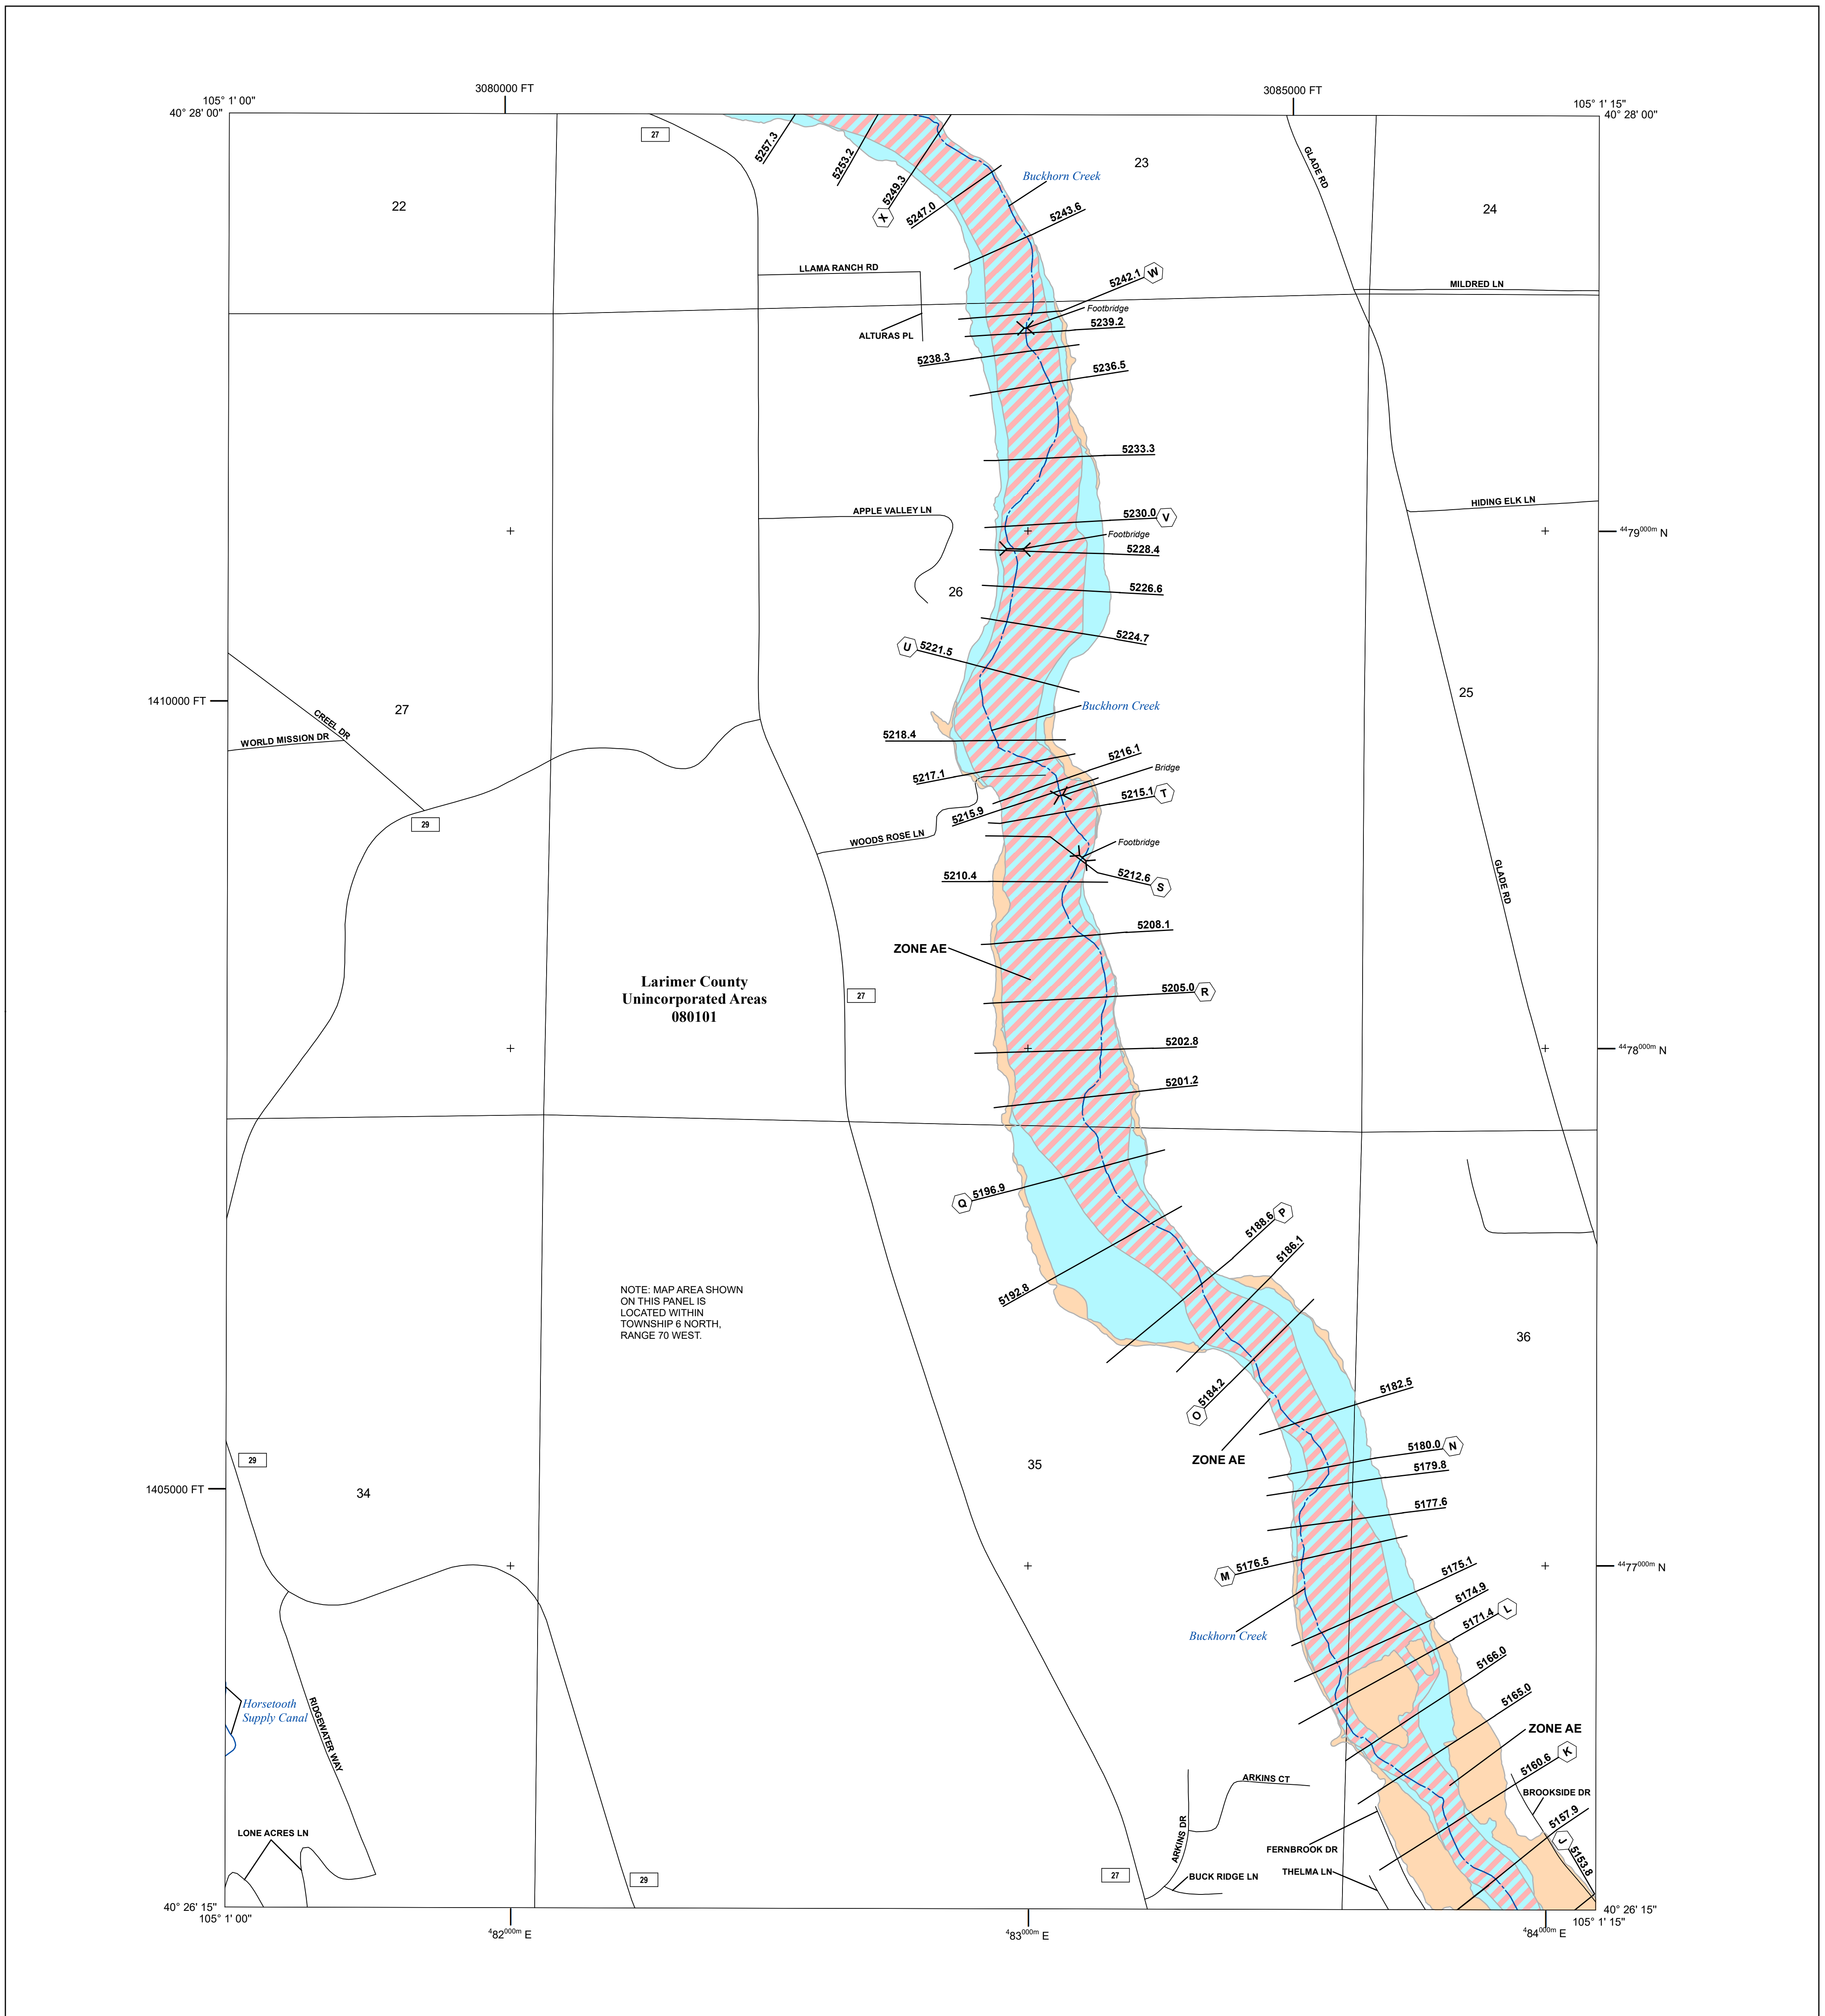 3080000 FT
3085000 FT
105° 1' 00"
105° 1' 15"
40° 28' 00"
40° 28' 00"
27
5257.3
5253.2
5249.3
X
5247.0
Buckhorn Creek
23
GLADE RD
22
24
5243.6
LLAMA RANCH RD
5242.1
W
MILDRED LN
Footbridge
5239.2
ALTURAS PL
5238.3
5236.5
5233.3
HIDING ELK LN
APPLE VALLEY LN
5230.0
V
4479000m N
Footbridge
5228.4
26
5226.6
5224.7
U
5221.5
25
1410000 FT
27
Buckhorn Creek
CREEL DR
WORLD MISSION DR
5218.4
5216.1
5217.1
Bridge
5215.1
T
5215.9
29
WOODS ROSE LN
Footbridge
5212.6
S
5210.4
GLADE RD
5208.1
ZONE AE
Larimer County
Unincorporated Areas
080101
27
5205.0
R
5202.8
4478000m N
5201.2
Q
5196.9
5188.6
P
5186.1
5192.8
NOTE: MAP AREA SHOWN
ON THIS PANEL IS
LOCATED WITHIN
TOWNSHIP 6 NORTH,
RANGE 70 WEST.
36
5184.2
O
5182.5
ZONE AE
5180.0
N
29
35
5179.8
1405000 FT
34
5177.6
M
5176.5
4477000m N
5175.1
5174.9
5171.4
L
Buckhorn Creek
5166.0
5165.0
Horsetooth
Supply Canal
RIDGEWATER WAY
ZONE AE
5160.6
K
ARKINS CT
BROOKSIDE DR
5157.9
LONE ACRES LN
ARKINS DR
FERNBROOK DR
J
5153.8
THELMA LN
29
27
BUCK RIDGE LN
40° 26' 15"
40° 26' 15"
105° 1' 00"
105° 1' 15"
482000m E
483000m E
484000m E